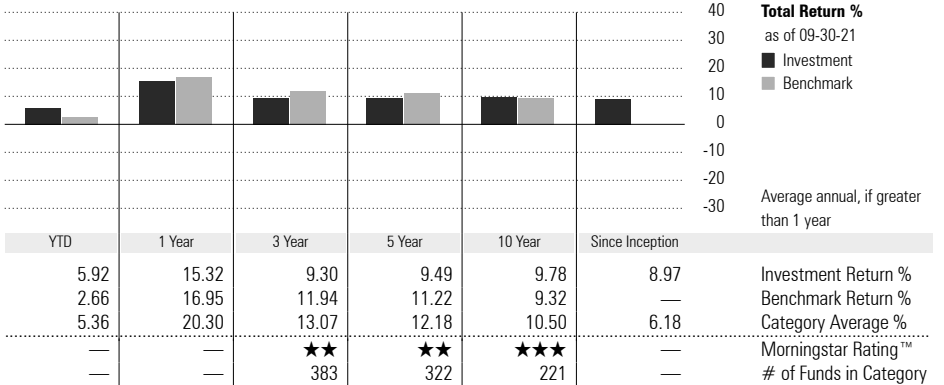 40
Total Return %
30
as of 09-30-21
20
Investment
10
Benchmark
0
-10
-20
-30
Average annual, if greater
than 1 year
YTD 1 Year 3 Year 5 Year 10 Year Since Inception
5.92 15.32 9.30 9.49 9.78 8.97 Investment Return %
2.66 16.95 11.94 11.22 9.32 — Benchmark Return %
5.36 20.30 13.07 12.18 10.50 6.18 Category Average %
— — ★★ ★★ ★★★ — Morningstar Rating™
— — 383 322 221 — # of Funds in Category